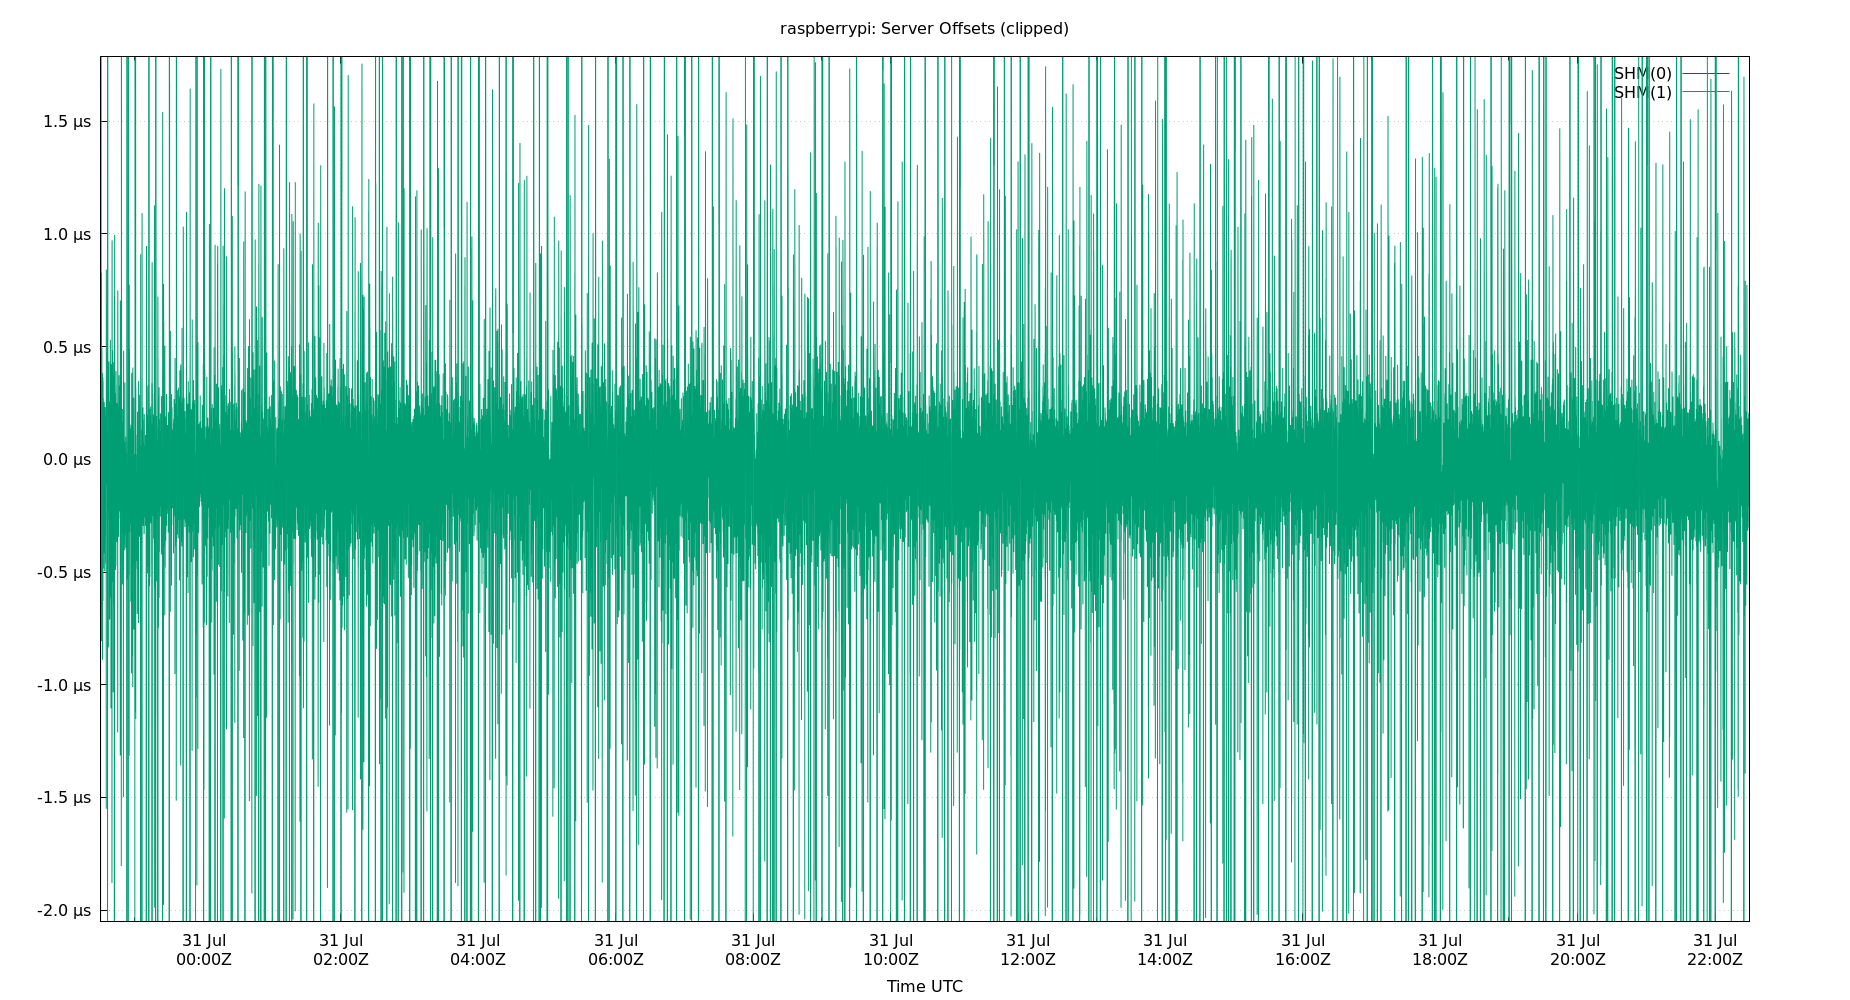 raspberrypi: Server Offsets (clipped)
SHM(0)
SHM(1)
1.5 µs
1.0 µs
0.5 µs
0.0 µs
-0.5 µs
-1.0 µs
-1.5 µs
-2.0 µs
31 Jul 31 Jul 31 Jul 31 Jul 31 Jul 31 Jul 31 Jul 31 Jul 31 Jul 31 Jul 31 Jul 31 Jul
00:00Z 02:00Z 04:00Z 06:00Z 08:00Z 10:00Z 12:00Z 14:00Z 16:00Z 18:00Z 20:00Z 22:00Z
Time UTC